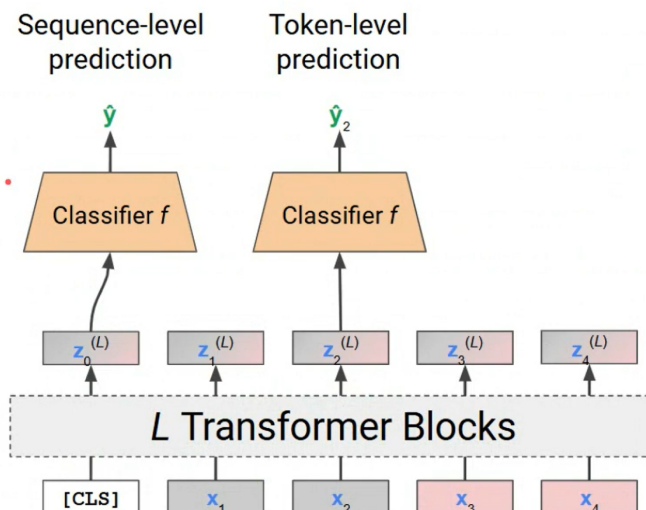 Sequence-level
prediction
Token-level
prediction
ŷ
ŷ₂
Classifier f
Classifier f
z₀⁽ᴸ⁾
z₁⁽ᴸ⁾
z₂⁽ᴸ⁾
z₃⁽ᴸ⁾
z₄⁽ᴸ⁾
L Transformer Blocks
[CLS]
x₁
x₂
x₃
x₄